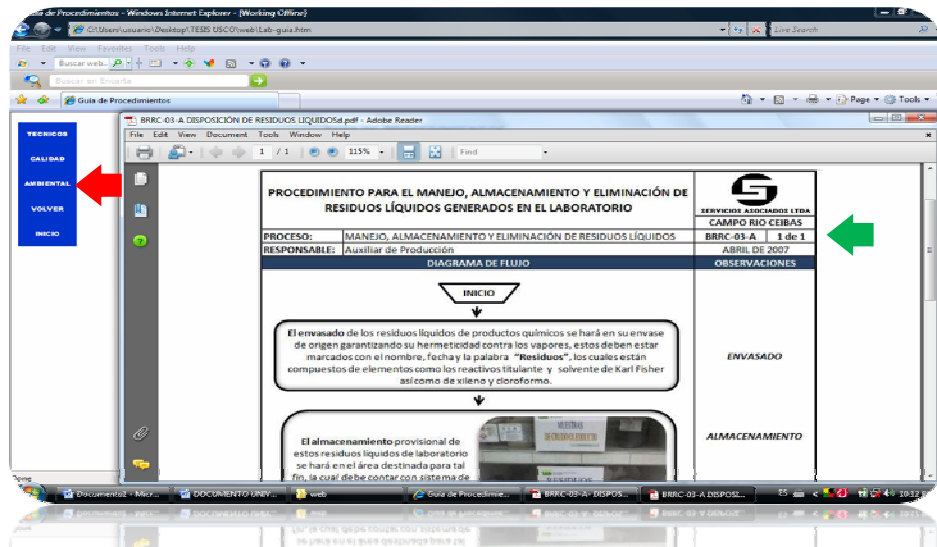 Guía de Procedimientos - Windows Internet Explorer - [Working Offline]
C:\Users\usuario\Desktop\TESIS USCO\web\Lab-guia.htm
Live Search
File Edit View Favorites Tools Help
Buscar web...
Buscar en Encarta
Guía de Procedimientos
Page Tools
TECNICOS
CALIDAD
AMBIENTAL
VOLVER
INICIO
BRRC-03-A DISPOSICIÓN DE RESIDUOS LIQUIDOSd.pdf - Adobe Reader
File Edit View Document Tools Window Help
1 / 1 115% Find
PROCEDIMIENTO PARA EL MANEJO, ALMACENAMIENTO Y ELIMINACIÓN DE
RESIDUOS LÍQUIDOS GENERADOS EN EL LABORATORIO
SERVICIOS ASOCIADOS LTDA
CAMPO RIO CEIBAS
PROCESO: MANEJO, ALMACENAMIENTO Y ELIMINACIÓN DE RESIDUOS LÍQUIDOS BRRC-03-A 1 de 1
RESPONSABLE: Auxiliar de Producción ABRIL DE 2007
DIAGRAMA DE FLUJO OBSERVACIONES
INICIO
El envasado de los residuos líquidos de productos químicos se hará en su envase
de origen garantizando su hermeticidad contra los vapores, estos deben estar
marcados con el nombre, fecha y la palabra "Residuos", los cuales están
compuestos de elementos como los reactivos titulante y solvente de Karl Fisher
así como de xileno y cloroformo.
ENVASADO
El almacenamiento provisional de
estos residuos líquidos de laboratorio
se hará en el área destinada para tal
fin, la cual debe contar con sistema de
MUESTRAS
ALMACENAMIENTO
Documento2 - Micr... DOCUMENTO UNIV... web Guía de Procedimie... BRRC-03-A- DISPOS... BRRC-03-A DISPOSI... ES 10:12